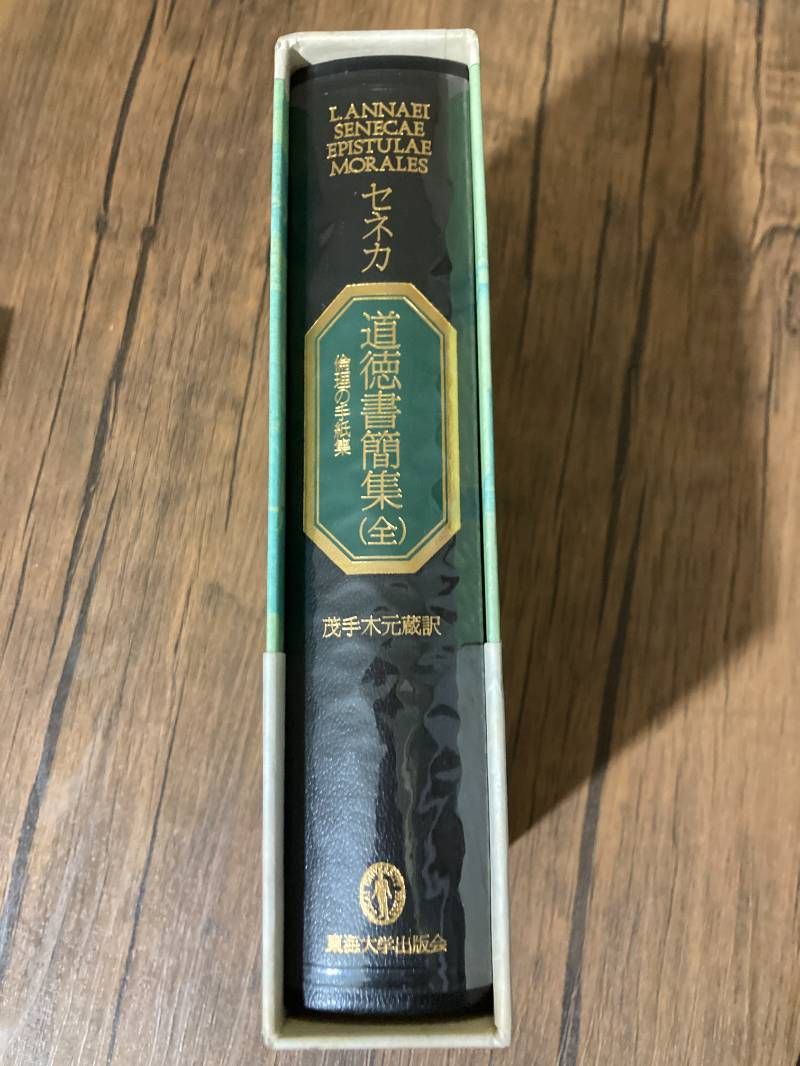 L. ANNAEI
SENECAE
EPISTULAE
MORALES
セネカ
道徳書簡集(全)
倫理の手紙集
茂手木元蔵訳
東海大学出版会